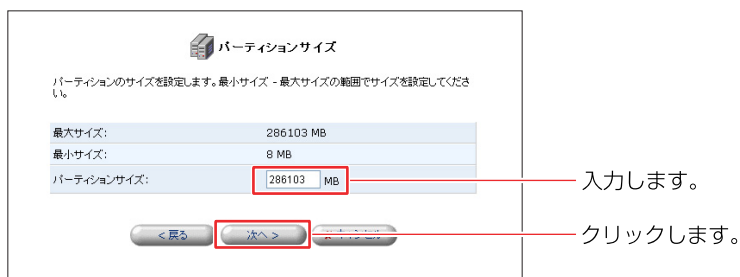 パーティションサイズ
パーティションのサイズを設定します。最小サイズ - 最大サイズの範囲でサイズを設定してくださ
い。
最大サイズ: 286103 MB
最小サイズ: 8 MB
パーティションサイズ: 286103 MB
入力します。
< 戻る 次へ > キャンセル
クリックします。